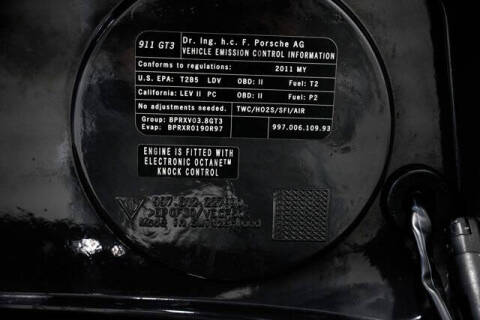 911 GT3
Dr. Ing. h.c. F. Porsche AG
VEHICLE EMISSION CONTROL INFORMATION
Conforms to regulations: 2011 MY
U.S. EPA: T2B5 LDV OBD: II Fuel: T2
California: LEV II PC OBD: II Fuel: P2
No adjustments needed. TWC/HO2S/SFI/AIR
Group: BPRXV03.8GT3
Evap: BPRXR0190R97
997.006.109.93
ENGINE IS FITTED WITH
ELECTRONIC OCTANE™
KNOCK CONTROL